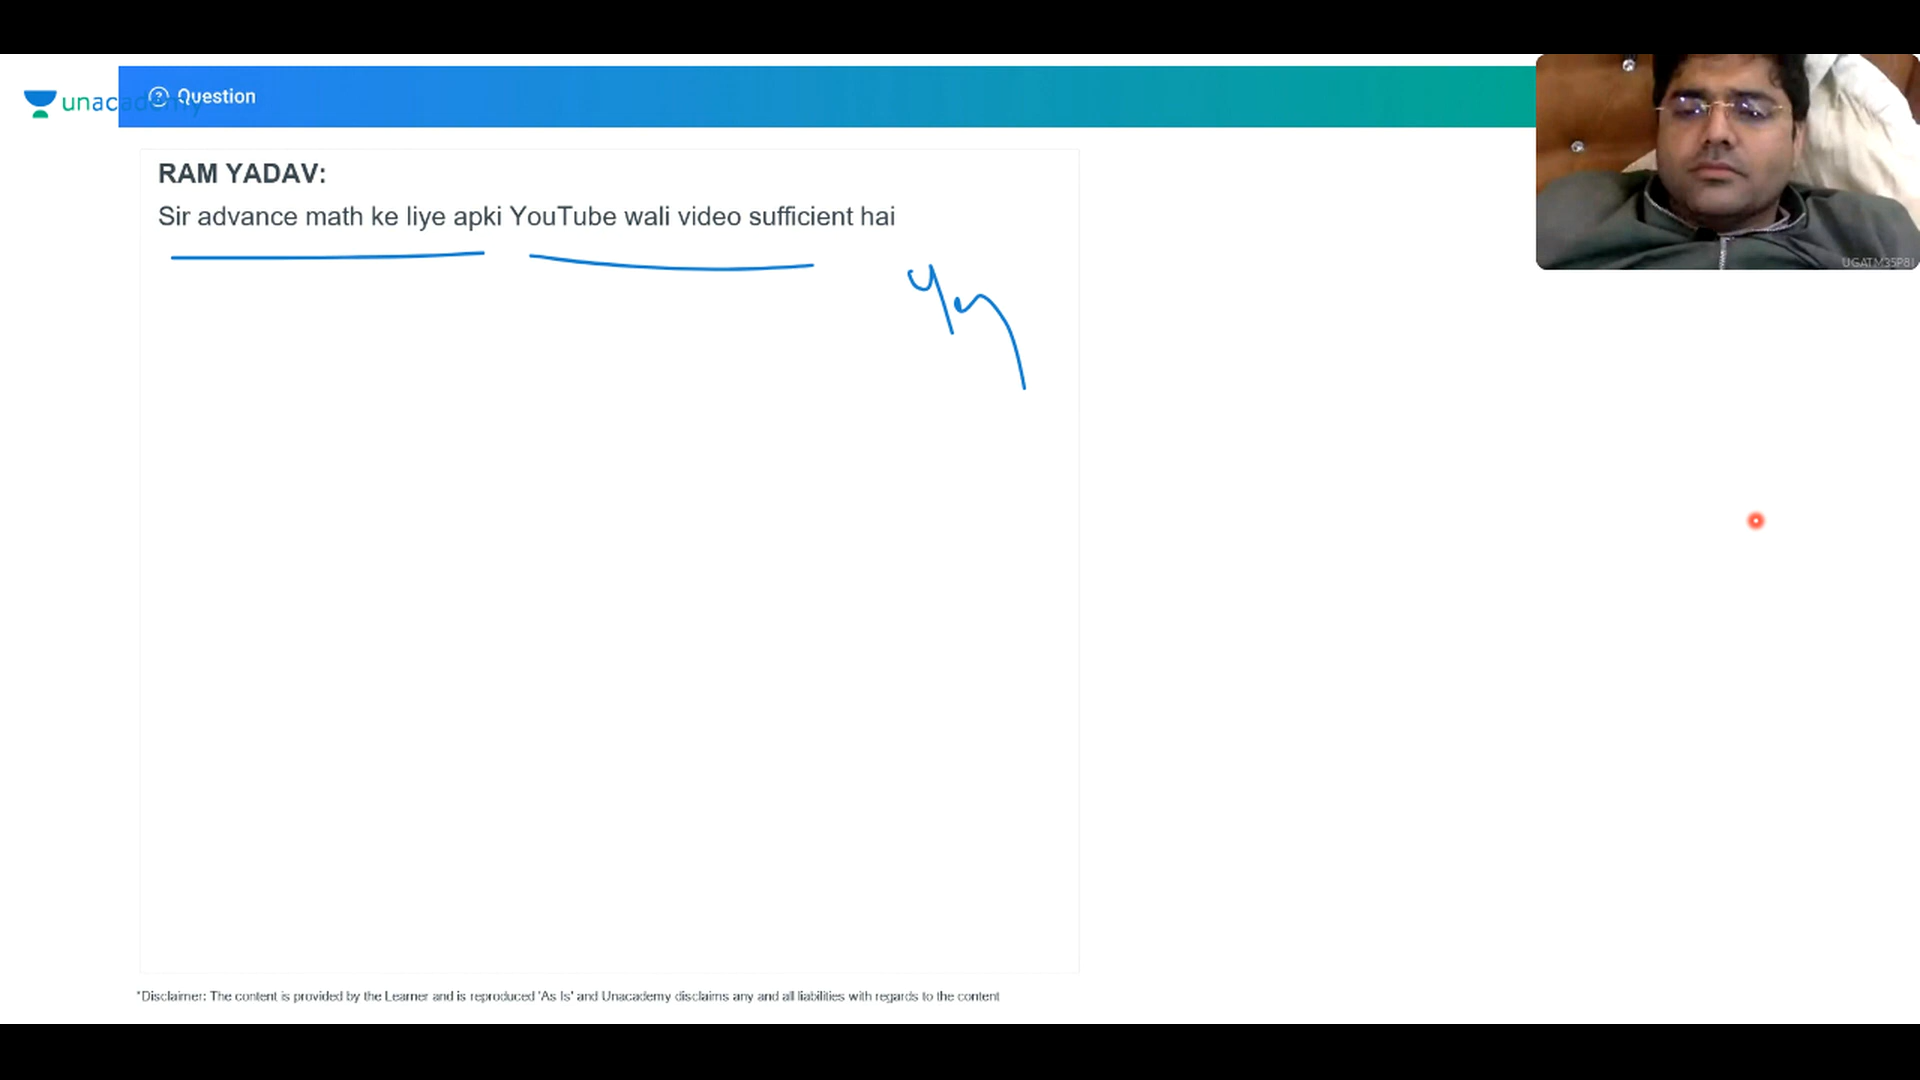 unacademy
Question
RAM YADAV:
Sir advance math ke liye apki YouTube wali video sufficient hai
Yes
UGATM35P8I
*Disclaimer: The content is provided by the Learner and is reproduced 'As Is' and Unacademy disclaims any and all liabilities with regards to the content